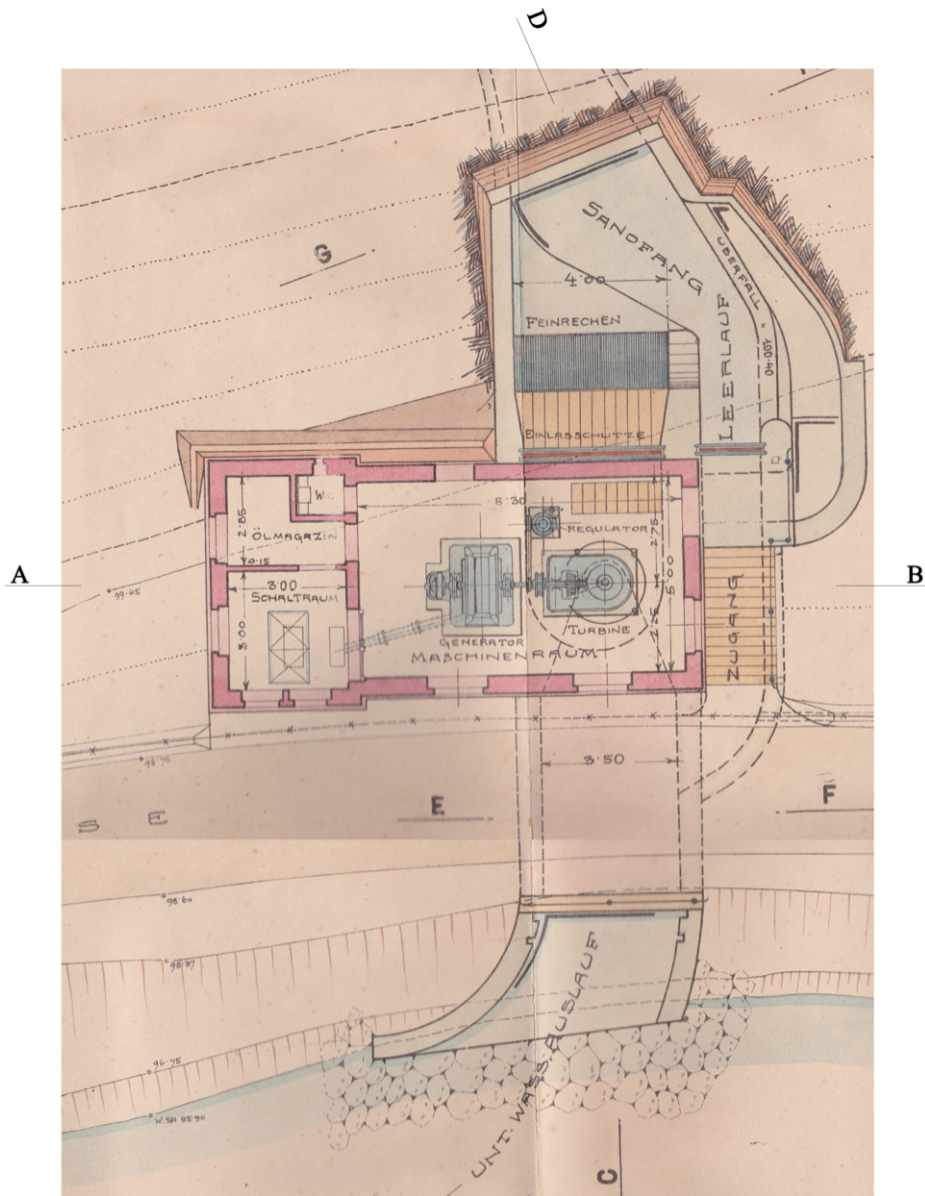 D
G
SANDFANG
4·00
ÜBERFALL
100·40
LEERLAUF
FEINRECHEN
EINLASSCHÜTZE
W.C.
8·30
2·85
ÖLMAGAZIN
0·15
REGULATOR
2·75
5·00
A
B
99·65
3·00
SCHALTRAUM
3·00
GENERATOR
TURBINE
2·25
MASCHINENRAUM
ZUGANG
98·75
3·50
S E
E
F
98·60
98·37
96·75
W.SP. 95·90
UNT. WASS. AUSLAUF
C